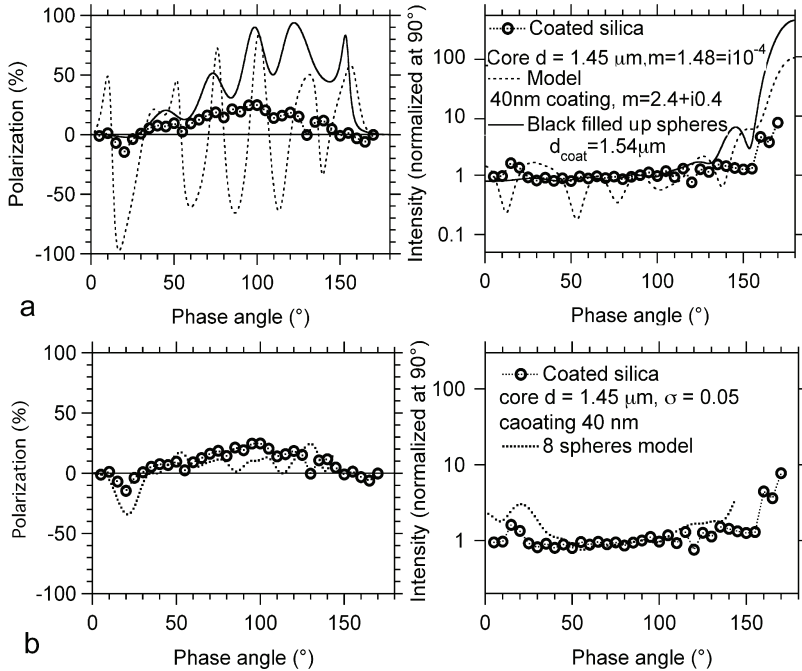 100
50
0
-50
-100
Polarization (%)
0 50 100 150
Phase angle (°)
a
Intensity (normalized at 90°)
100
10
1
0.1
Coated silica
Core d = 1.45 μm,m=1.48=i10⁻⁴
Model
40nm coating, m=2.4+i0.4
Black filled up spheres
dcoat=1.54μm
0 50 100 150
Phase angle (°)
100
50
0
-50
-100
Polarization (%)
0 50 100 150
Phase angle (°)
b
Intensity (normalized at 90°)
100
10
1
Coated silica
core d = 1.45 μm, σ = 0.05
caoating 40 nm
8 spheres model
0 50 100 150
Phase angle (°)